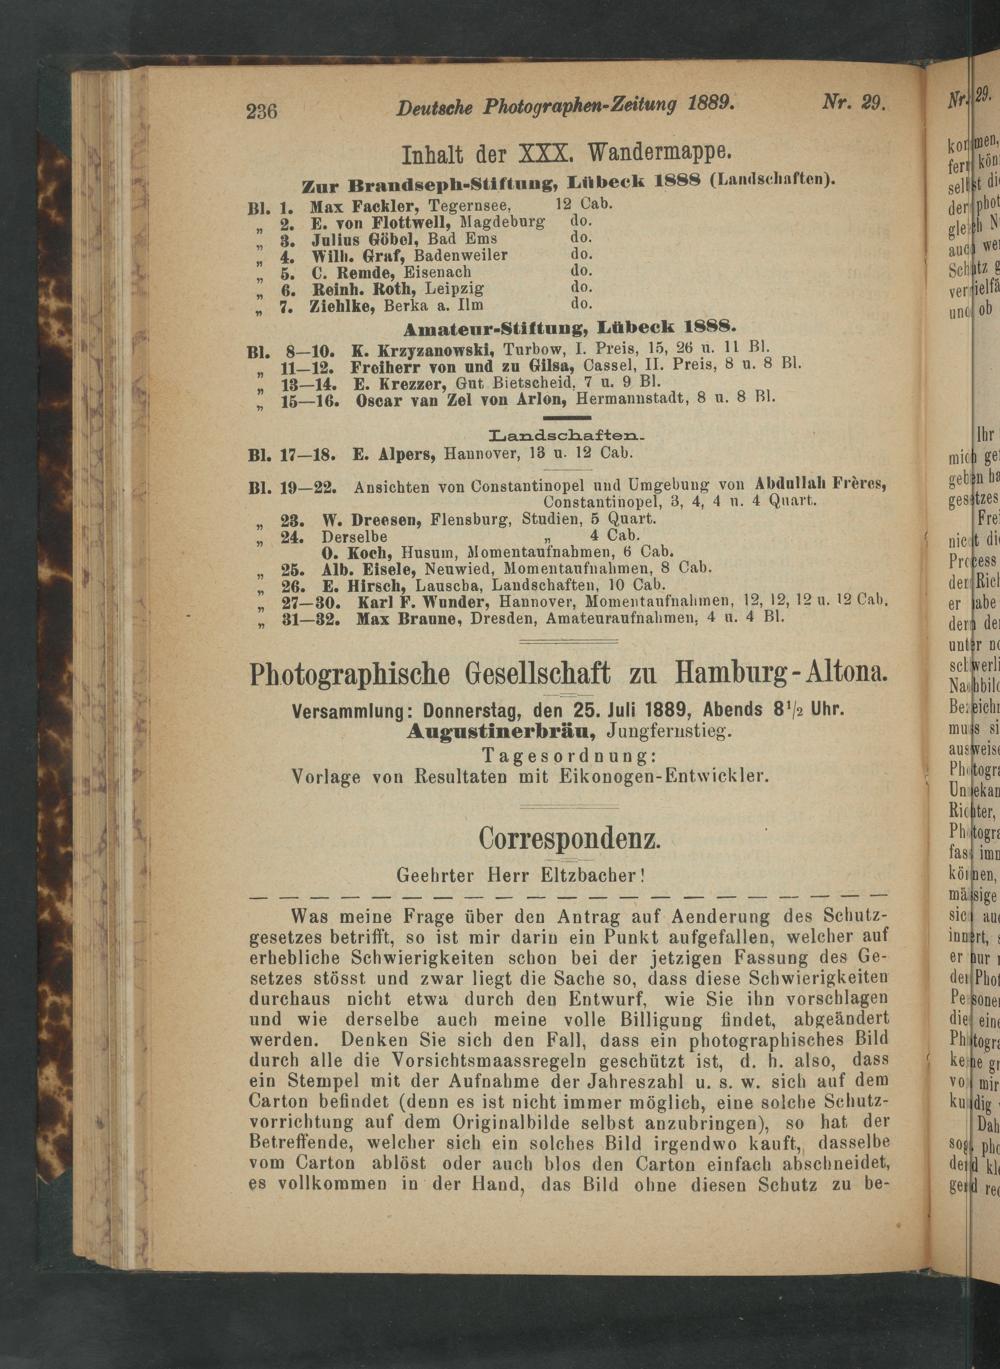 236 Deutsche Photographen-Zeitung 1889. Nr. 29.
Inhalt der XXX. Wandermappe.
Zur Brandseph-Stiftung, Lübeck 1888 (Landschaften).
Bl. 1. Max Fackler, Tegernsee, 12 Cab.
„ 2. E. von Flottwell, Magdeburg do.
„ 3. Julius Göbel, Bad Ems do.
„ 4. Wilh. Graf, Badenweiler do.
„ 5. C. Remde, Eisenach do.
„ 6. Reinh. Roth, Leipzig do.
„ 7. Ziehlke, Berka a. Ilm do.
Amateur-Stiftung, Lübeck 1888.
Bl. 8—10. K. Krzyzanowski, Turbow, I. Preis, 15, 26 u. 11 Bl.
„ 11—12. Freiherr von und zu Gilsa, Cassel, II. Preis, 8 u. 8 Bl.
„ 13—14. E. Krezzer, Gut Bietscheid, 7 u. 9 Bl.
„ 15—16. Oscar van Zel von Arlon, Hermannstadt, 8 u. 8 Bl.
Landschaften.
Bl. 17—18. E. Alpers, Hannover, 13 u. 12 Cab.
Bl. 19—22. Ansichten von Constantinopel und Umgebung von Abdullah Frères,
Constantinopel, 3, 4, 4 u. 4 Quart.
„ 23. W. Dreesen, Flensburg, Studien, 5 Quart.
„ 24. Derselbe „ 4 Cab.
O. Koch, Husum, Momentaufnahmen, 6 Cab.
„ 25. Alb. Eisele, Neuwied, Momentaufnahmen, 8 Cab.
„ 26. E. Hirsch, Lauscha, Landschaften, 10 Cab.
„ 27—30. Karl F. Wunder, Hannover, Momentaufnahmen, 12, 12, 12 u. 12 Cab.
„ 31—32. Max Braune, Dresden, Amateuraufnahmen, 4 u. 4 Bl.
Photographische Gesellschaft zu Hamburg-Altona.
Versammlung: Donnerstag, den 25. Juli 1889, Abends 8½ Uhr.
Augustinerbräu, Jungfernstieg.
Tagesordnung:
Vorlage von Resultaten mit Eikonogen-Entwickler.
Correspondenz.
Geehrter Herr Eltzbacher!
Was meine Frage über den Antrag auf Aenderung des Schutz-
gesetzes betrifft, so ist mir darin ein Punkt aufgefallen, welcher auf
erhebliche Schwierigkeiten schon bei der jetzigen Fassung des Ge-
setzes stösst und zwar liegt die Sache so, dass diese Schwierigkeiten
durchaus nicht etwa durch den Entwurf, wie Sie ihn vorschlagen
und wie derselbe auch meine volle Billigung findet, abgeändert
werden. Denken Sie sich den Fall, dass ein photographisches Bild
durch alle die Vorsichtsmaassregeln geschützt ist, d. h. also, dass
ein Stempel mit der Aufnahme der Jahreszahl u. s. w. sich auf dem
Carton befindet (denn es ist nicht immer möglich, eine solche Schutz-
vorrichtung auf dem Originalbilde selbst anzubringen), so hat der
Betreffende, welcher sich ein solches Bild irgendwo kauft, dasselbe
vom Carton ablöst oder auch blos den Carton einfach abschneidet,
es vollkommen in der Hand, das Bild ohne diesen Schutz zu be-